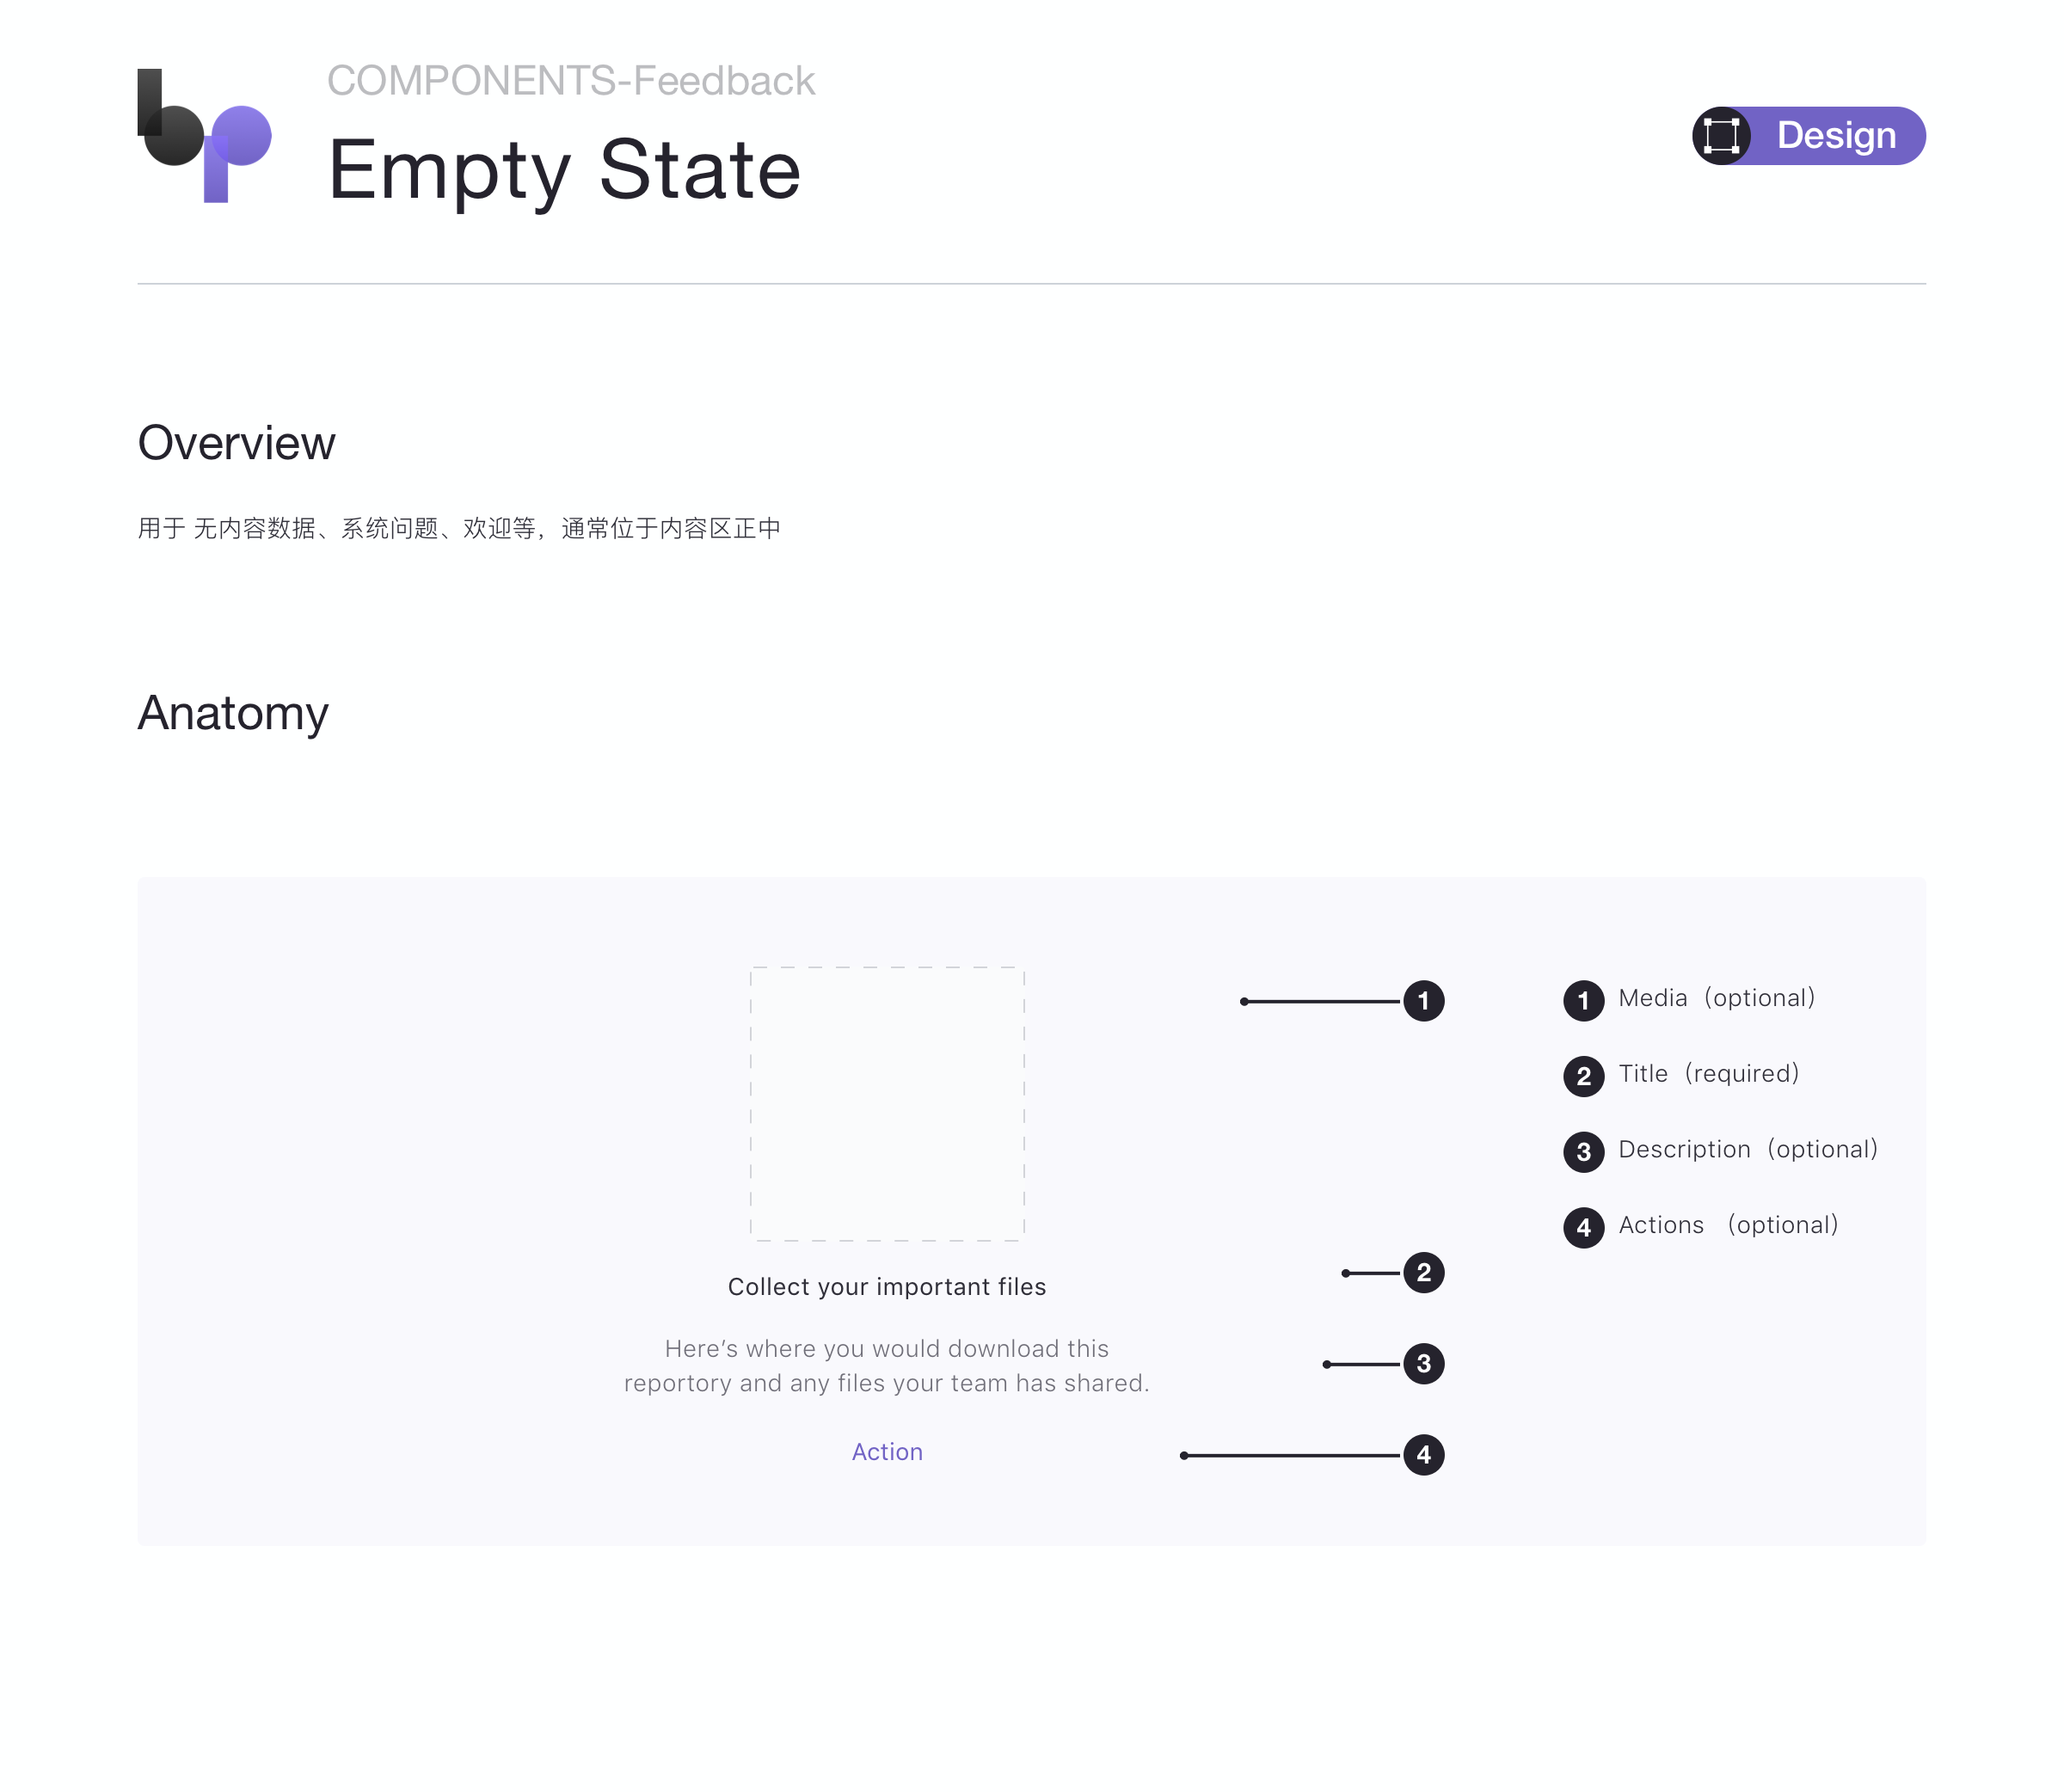 bp
COMPONENTS-Feedback
Empty State
Design
Overview
用于 无内容数据、系统问题、欢迎等，通常位于内容区正中
Anatomy
1
1 Media（optional）
2 Title（required）
3 Description（optional）
4 Actions （optional）
2
Collect your important files
Here’s where you would download this
3
reportory and any files your team has shared.
Action
4